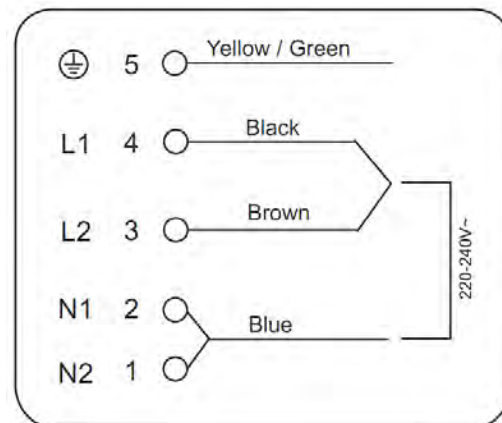 5 Yellow / Green
L1 4 Black
L2 3 Brown
N1 2
Blue
N2 1
220-240V~